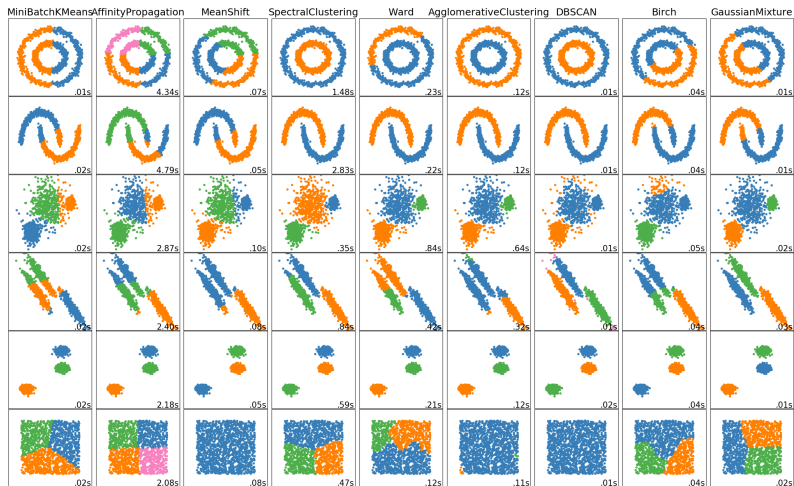 MiniBatchKMeans AffinityPropagation MeanShift SpectralClustering Ward AgglomerativeClustering DBSCAN Birch GaussianMixture
.01s 4.34s .07s 1.48s .23s .12s .01s .04s .01s
.02s 4.79s .05s 2.83s .22s .12s .01s .04s .01s
.02s 2.87s .10s .35s .84s .64s .01s .05s .02s
.02s 2.40s .08s .84s .42s .32s .01s .04s .03s
.02s 2.18s .05s .59s .21s .12s .02s .04s .01s
.02s 2.08s .08s .47s .12s .11s .01s .04s .02s